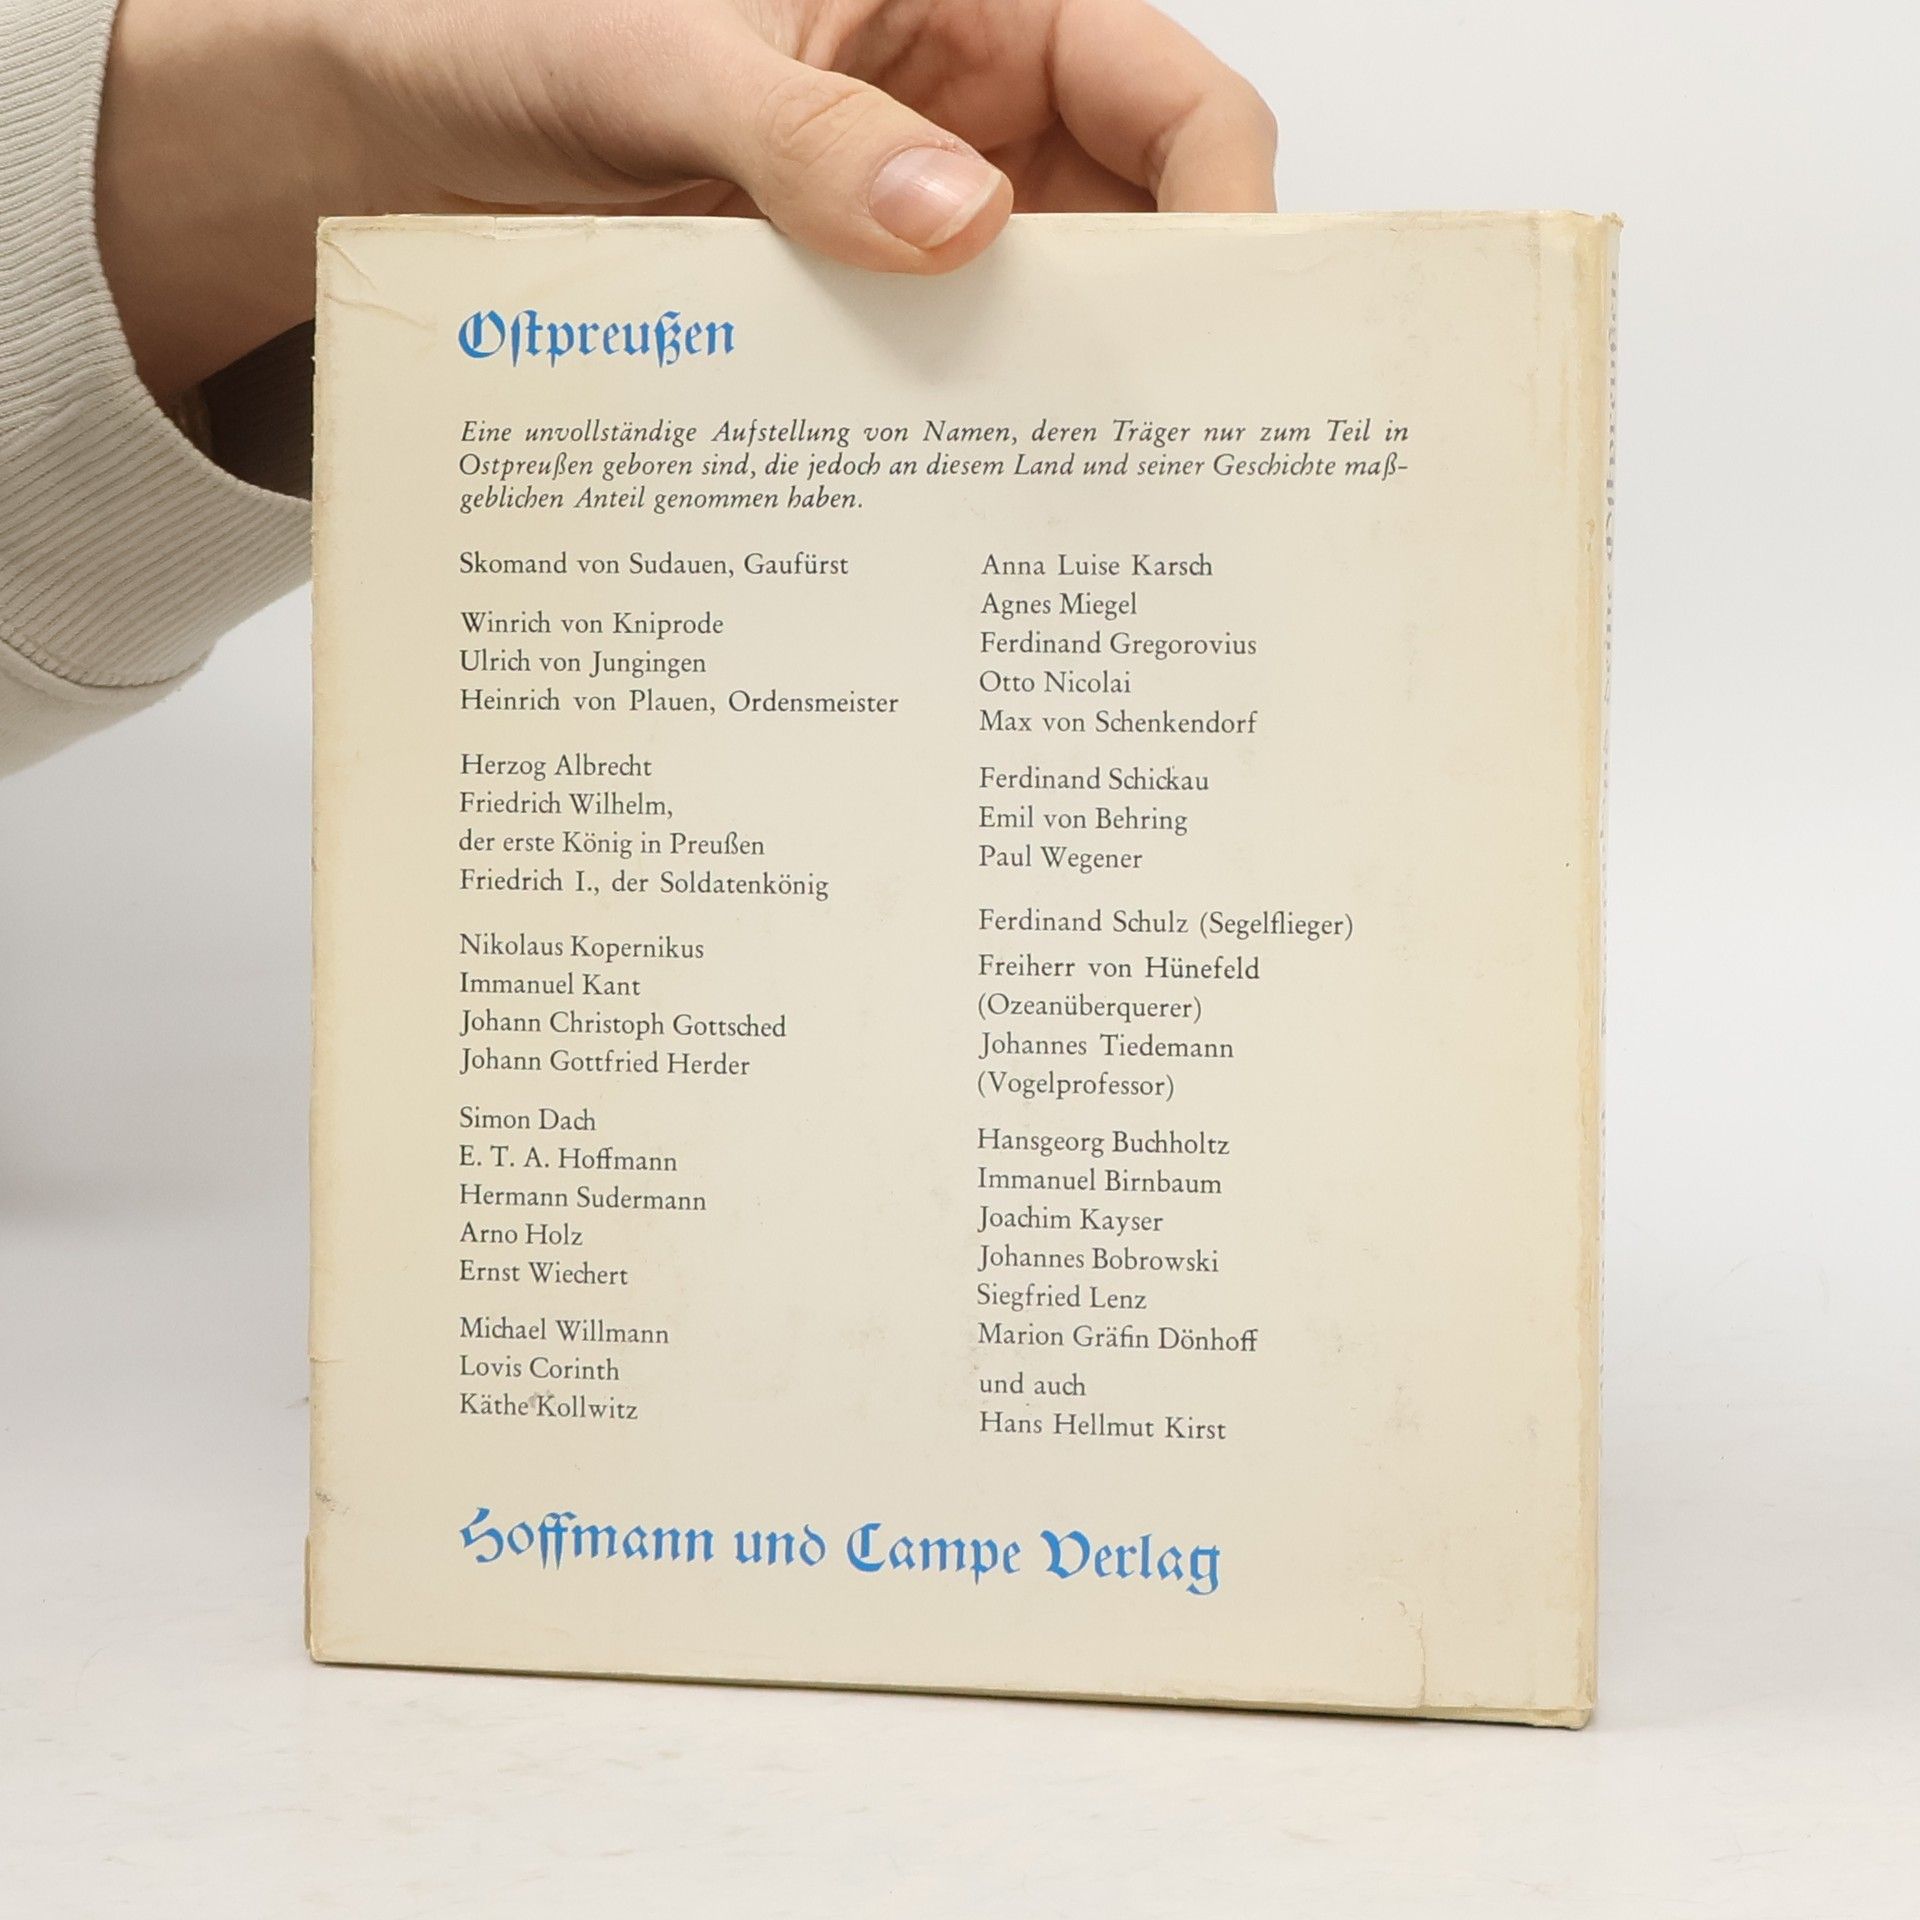 Ostpreußen
Eine unvollständige Aufstellung von Namen, deren Träger nur zum Teil in
Ostpreußen geboren sind, die jedoch an diesem Land und seiner Geschichte maß-
geblichen Anteil genommen haben.
Skomand von Sudauen, Gaufürst
Winrich von Kniprode
Ulrich von Jungingen
Heinrich von Plauen, Ordensmeister
Herzog Albrecht
Friedrich Wilhelm,
der erste König in Preußen
Friedrich I., der Soldatenkönig
Nikolaus Kopernikus
Immanuel Kant
Johann Christoph Gottsched
Johann Gottfried Herder
Simon Dach
E. T. A. Hoffmann
Hermann Sudermann
Arno Holz
Ernst Wiechert
Michael Willmann
Lovis Corinth
Käthe Kollwitz
Anna Luise Karsch
Agnes Miegel
Ferdinand Gregorovius
Otto Nicolai
Max von Schenkendorf
Ferdinand Schickau
Emil von Behring
Paul Wegener
Ferdinand Schulz (Segelflieger)
Freiherr von Hünefeld
(Ozeanüberquerer)
Johannes Tiedemann
(Vogelprofessor)
Hansgeorg Buchholtz
Immanuel Birnbaum
Joachim Kayser
Johannes Bobrowski
Siegfried Lenz
Marion Gräfin Dönhoff
und auch
Hans Hellmut Kirst
Hoffmann und Campe Verlag